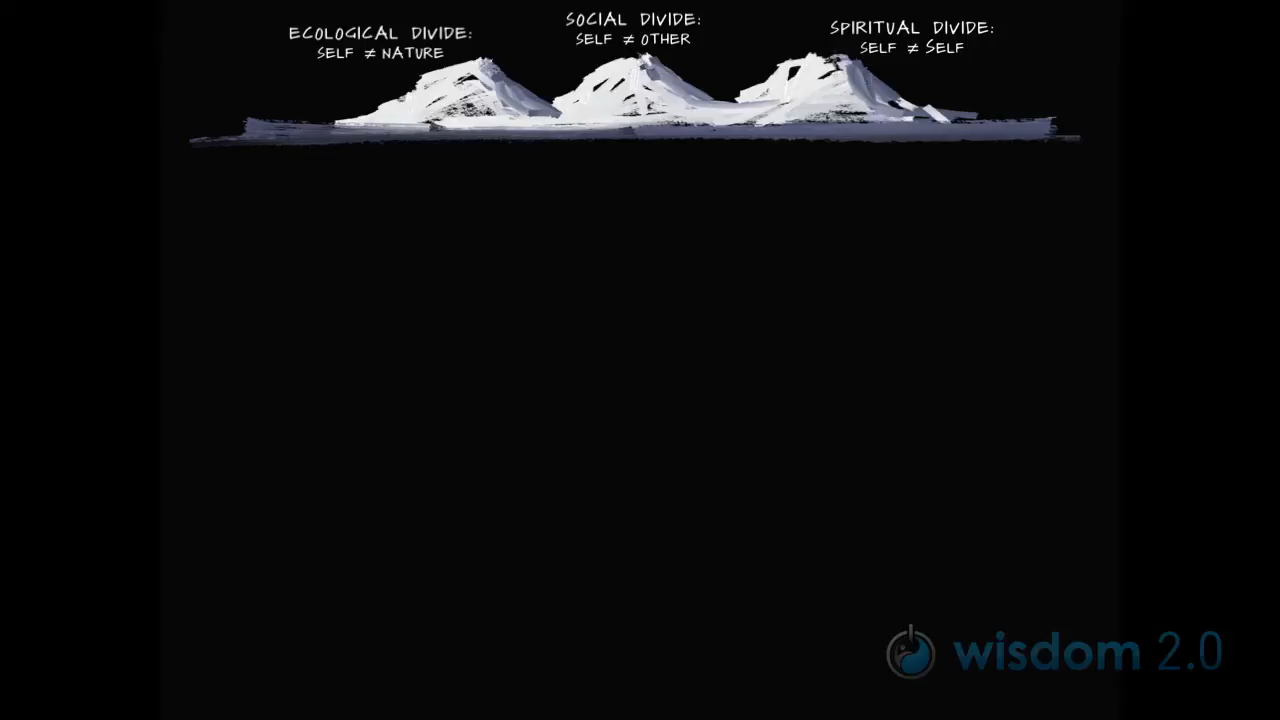 ECOLOGICAL DIVIDE:
SELF ≠ NATURE
SOCIAL DIVIDE:
SELF ≠ OTHER
SPIRITUAL DIVIDE:
SELF ≠ SELF
wisdom 2.0